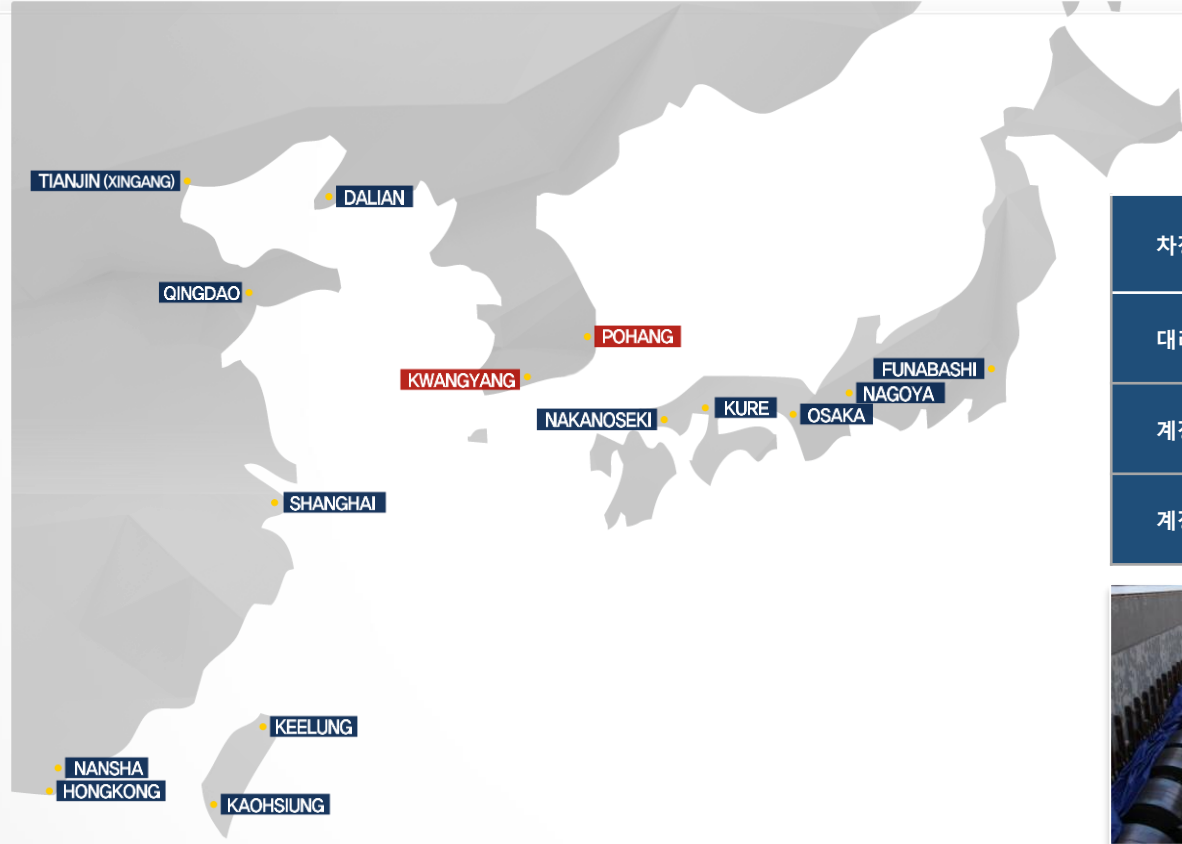 TIANJIN (XINGANG)
DALIAN
QINGDAO
POHANG
KWANGYANG
FUNABASHI
NAGOYA
NAKANOSEKI
KURE
OSAKA
SHANGHAI
KEELUNG
NANSHA
HONGKONG
KAOHSIUNG